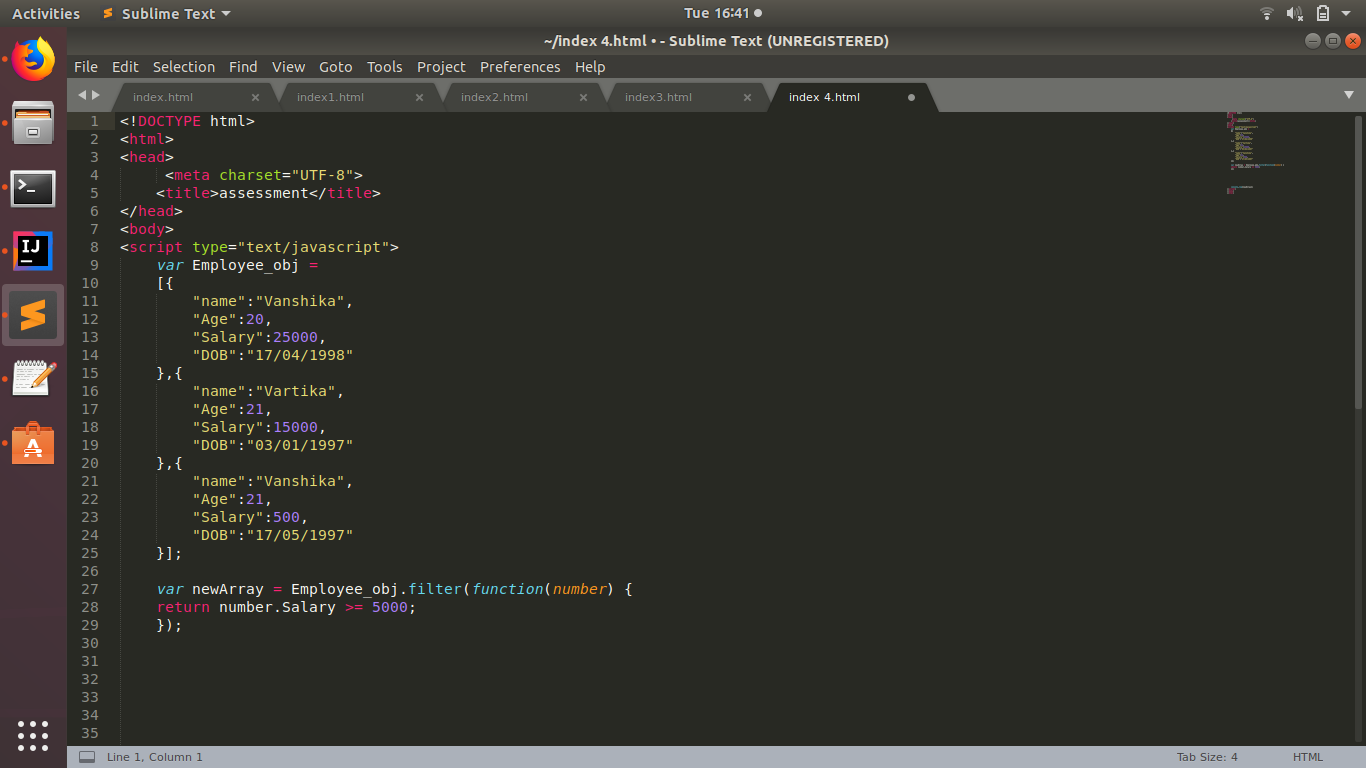 Activities Sublime Text Tue 16:41
~/index 4.html • - Sublime Text (UNREGISTERED)
File Edit Selection Find View Goto Tools Project Preferences Help
index.html index1.html index2.html index3.html index 4.html
1 <!DOCTYPE html>
2 <html>
3 <head>
4 <meta charset="UTF-8">
5 <title>assessment</title>
6 </head>
7 <body>
8 <script type="text/javascript">
9 var Employee_obj =
10 [{
11 "name":"Vanshika",
12 "Age":20,
13 "Salary":25000,
14 "DOB":"17/04/1998"
15 },{
16 "name":"Vartika",
17 "Age":21,
18 "Salary":15000,
19 "DOB":"03/01/1997"
20 },{
21 "name":"Vanshika",
22 "Age":21,
23 "Salary":500,
24 "DOB":"17/05/1997"
25 }];
26
27 var newArray = Employee_obj.filter(function(number) {
28 return number.Salary >= 5000;
29 });
30
31
32
33
34
35
Line 1, Column 1 Tab Size: 4 HTML
IJ